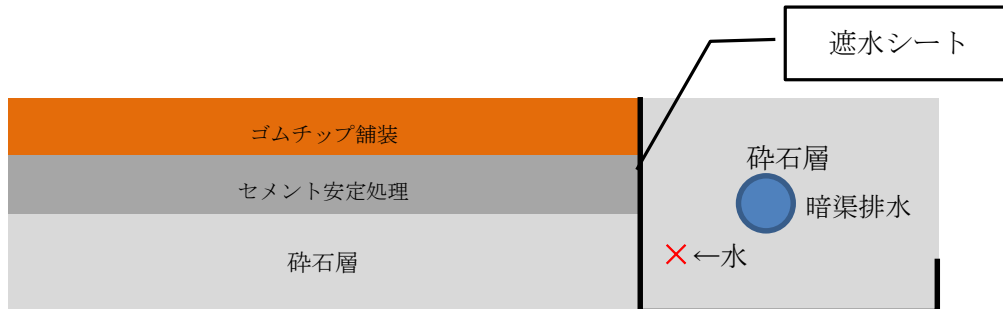 遮水シート
ゴムチップ舗装
砕石層
セメント安定処理
暗渠排水
×←水
砕石層